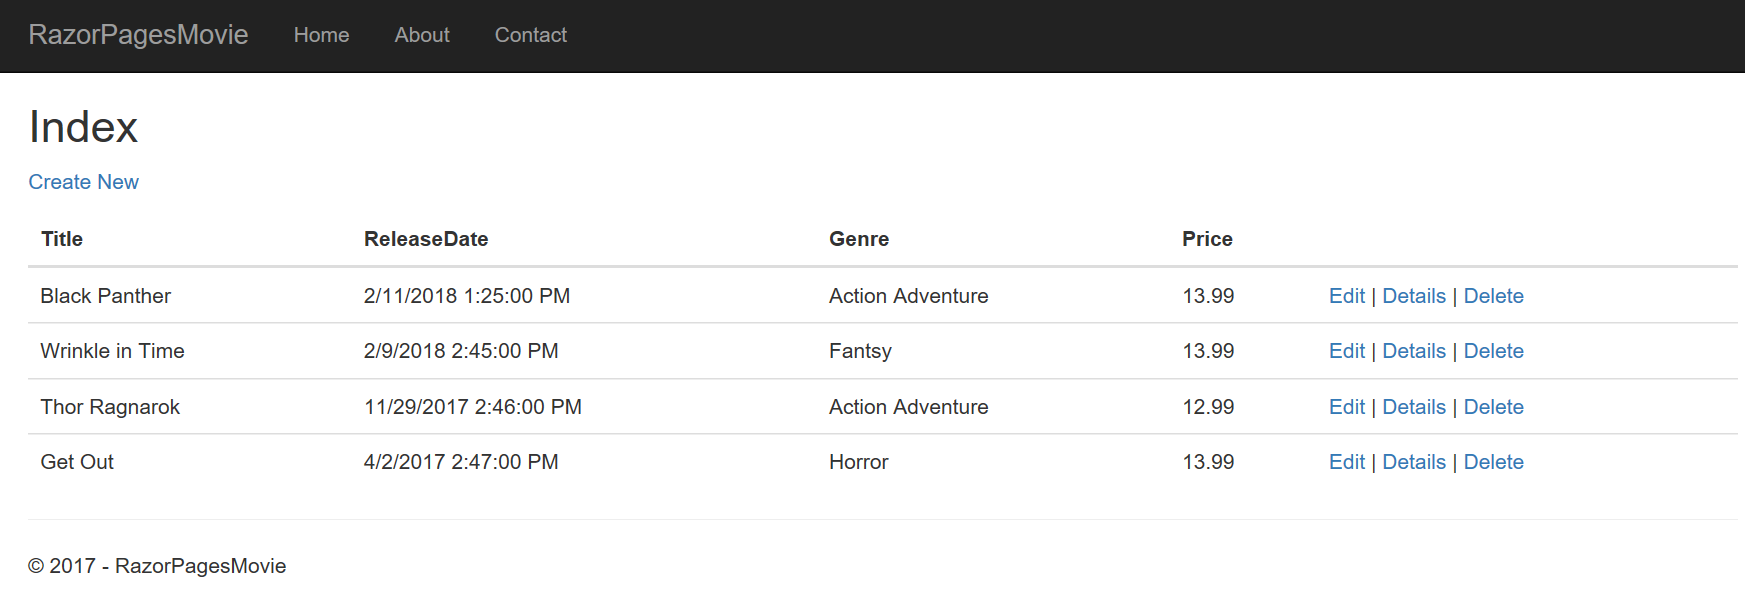 RazorPagesMovie Home About Contact
Index
Create New
Title ReleaseDate Genre Price
Black Panther 2/11/2018 1:25:00 PM Action Adventure 13.99 Edit | Details | Delete
Wrinkle in Time 2/9/2018 2:45:00 PM Fantsy 13.99 Edit | Details | Delete
Thor Ragnarok 11/29/2017 2:46:00 PM Action Adventure 12.99 Edit | Details | Delete
Get Out 4/2/2017 2:47:00 PM Horror 13.99 Edit | Details | Delete
© 2017 - RazorPagesMovie